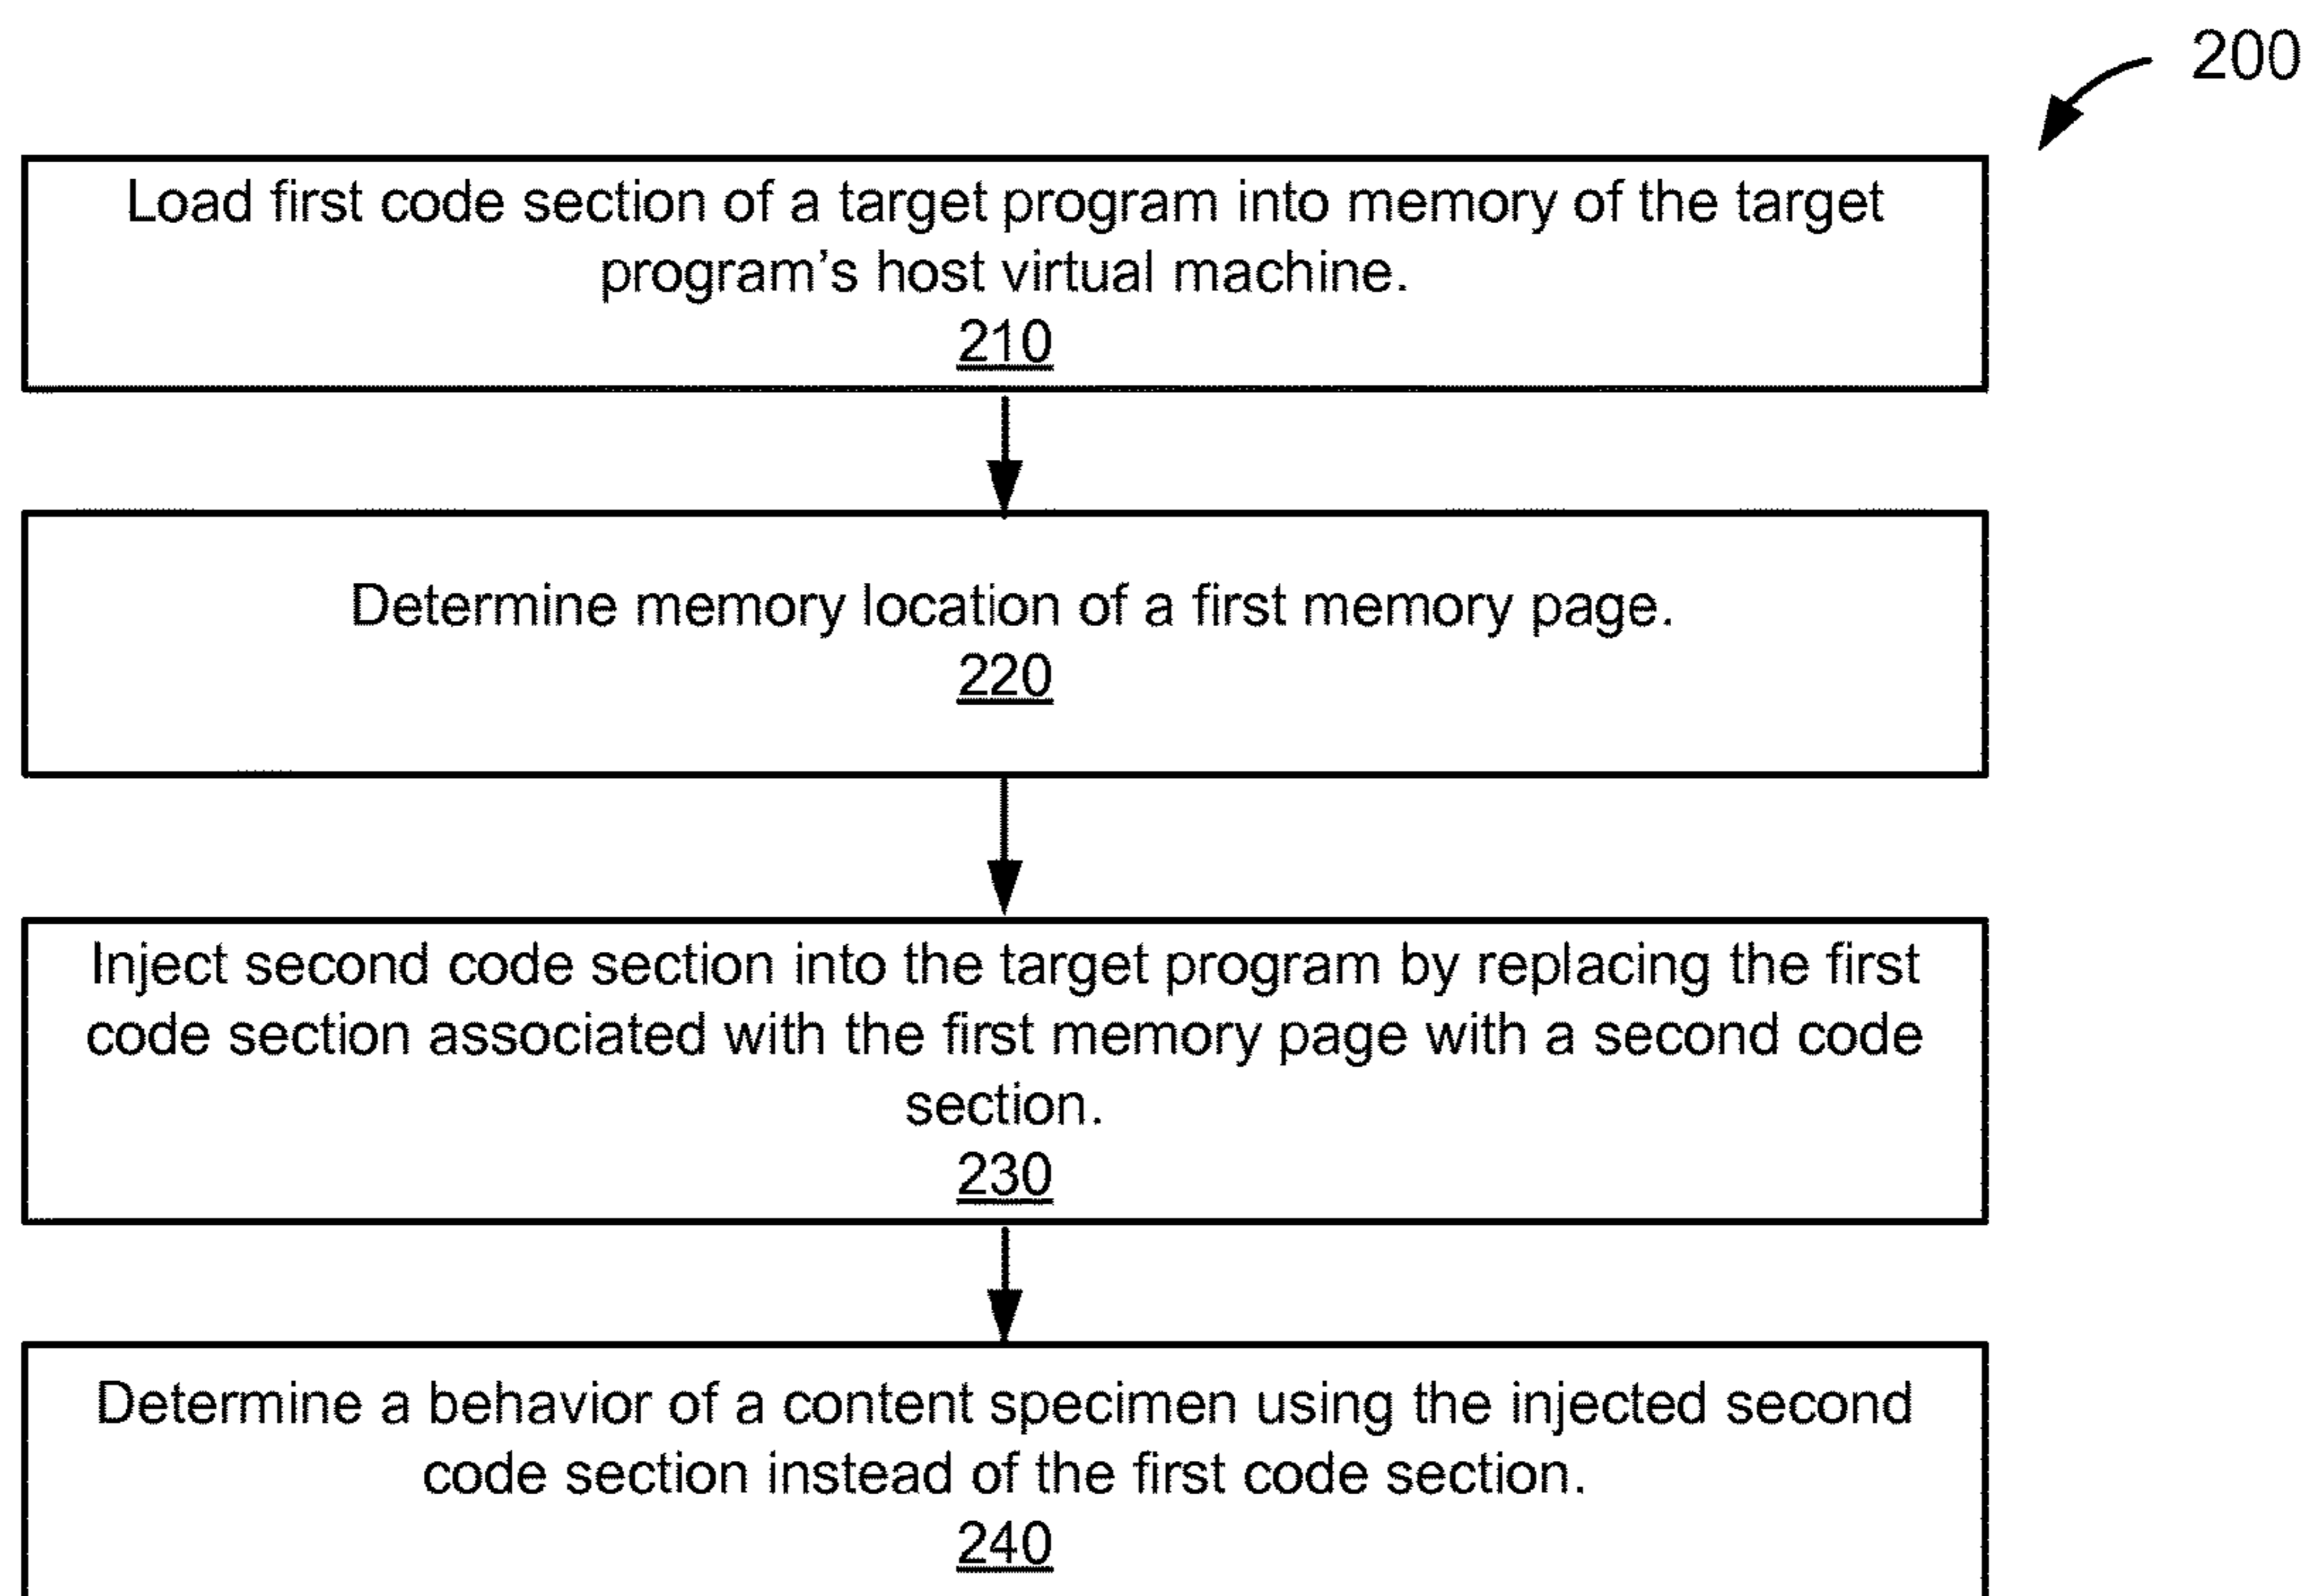 200
Load first code section of a target program into memory of the target
program's host virtual machine.
210
Determine memory location of a first memory page.
220
Inject second code section into the target program by replacing the first
code section associated with the first memory page with a second code
section.
230
Determine a behavior of a content specimen using the injected second
code section instead of the first code section.
240